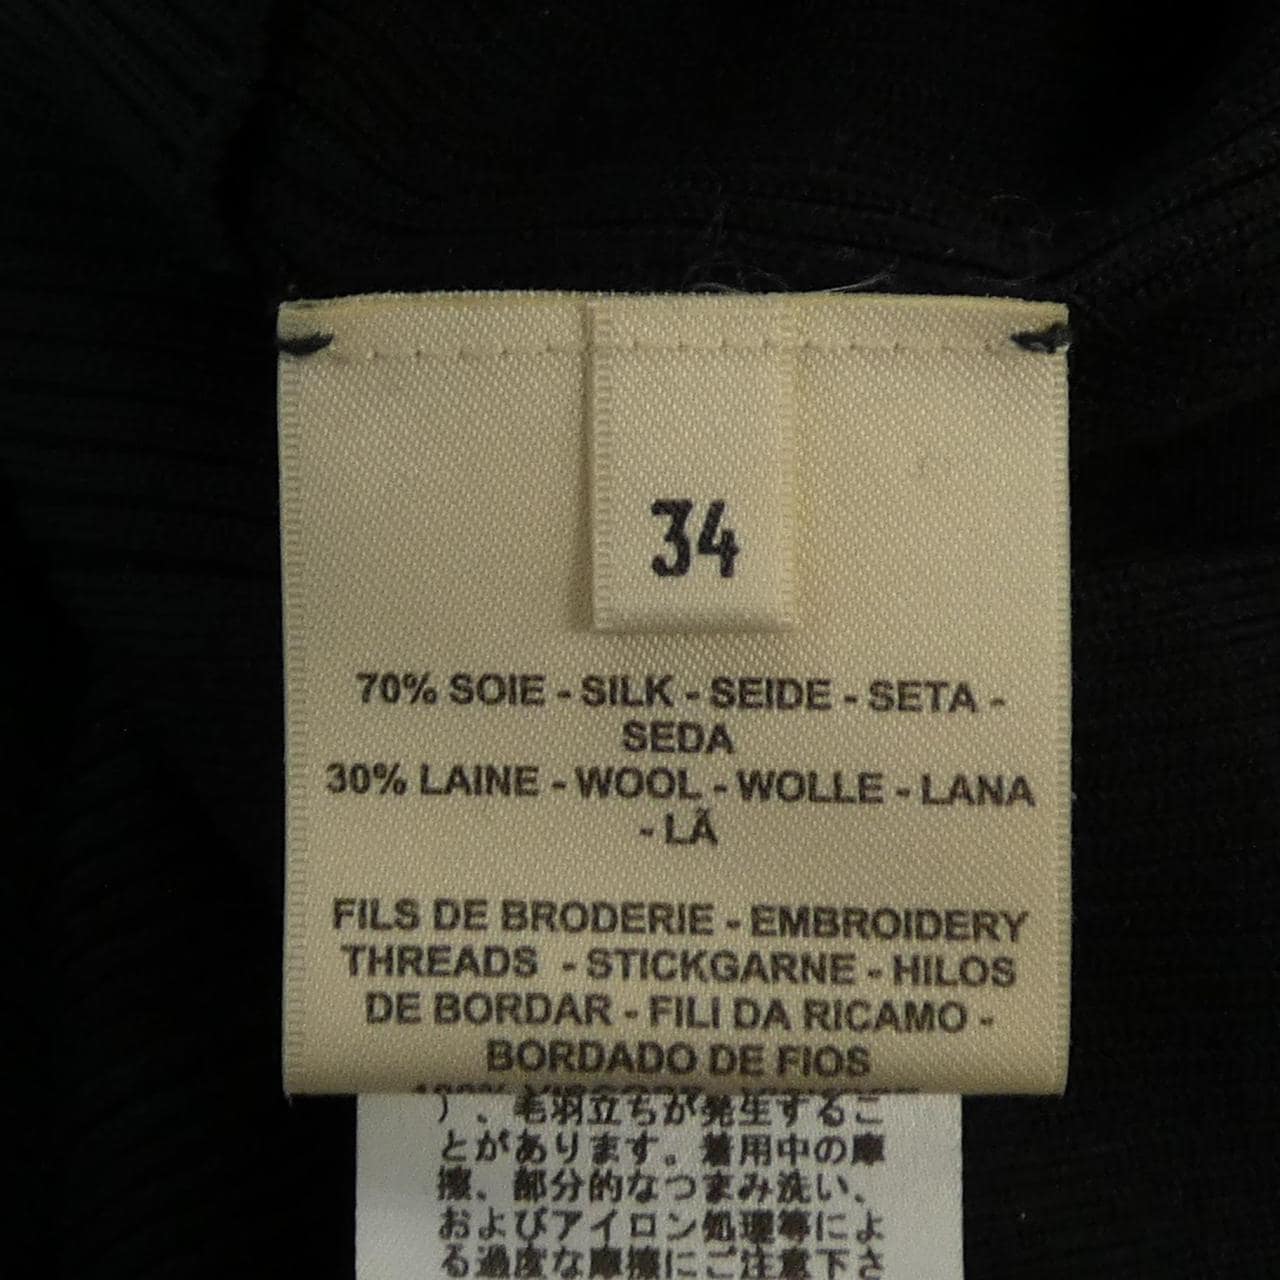 34
70% SOIE - SILK - SEIDE - SETA -
SEDA
30% LAINE - WOOL - WOLLE - LANA
- LÃ
FILS DE BRODERIE - EMBROIDERY
THREADS - STICKGARNE - HILOS
DE BORDAR - FILI DA RICAMO -
BORDADO DE FIOS
)、毛羽立ちが発生するこ
とがあります。着用中の摩
擦、部分的なつまみ洗い、
およびアイロン処理等によ
る過度な摩擦にご注意下さ